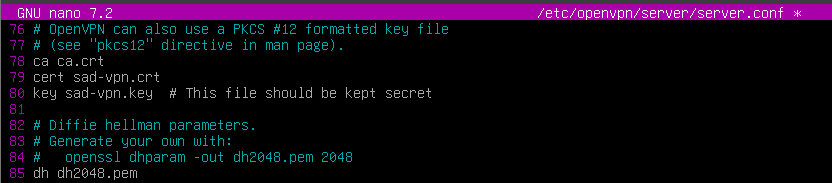 GNU nano 7.2 /etc/openvpn/server/server.conf *
76 # OpenVPN can also use a PKCS #12 formatted key file
77 # (see "pkcs12" directive in man page).
78 ca ca.crt
79 cert sad-vpn.crt
80 key sad-vpn.key  # This file should be kept secret
81
82 # Diffie hellman parameters.
83 # Generate your own with:
84 #   openssl dhparam -out dh2048.pem 2048
85 dh dh2048.pem